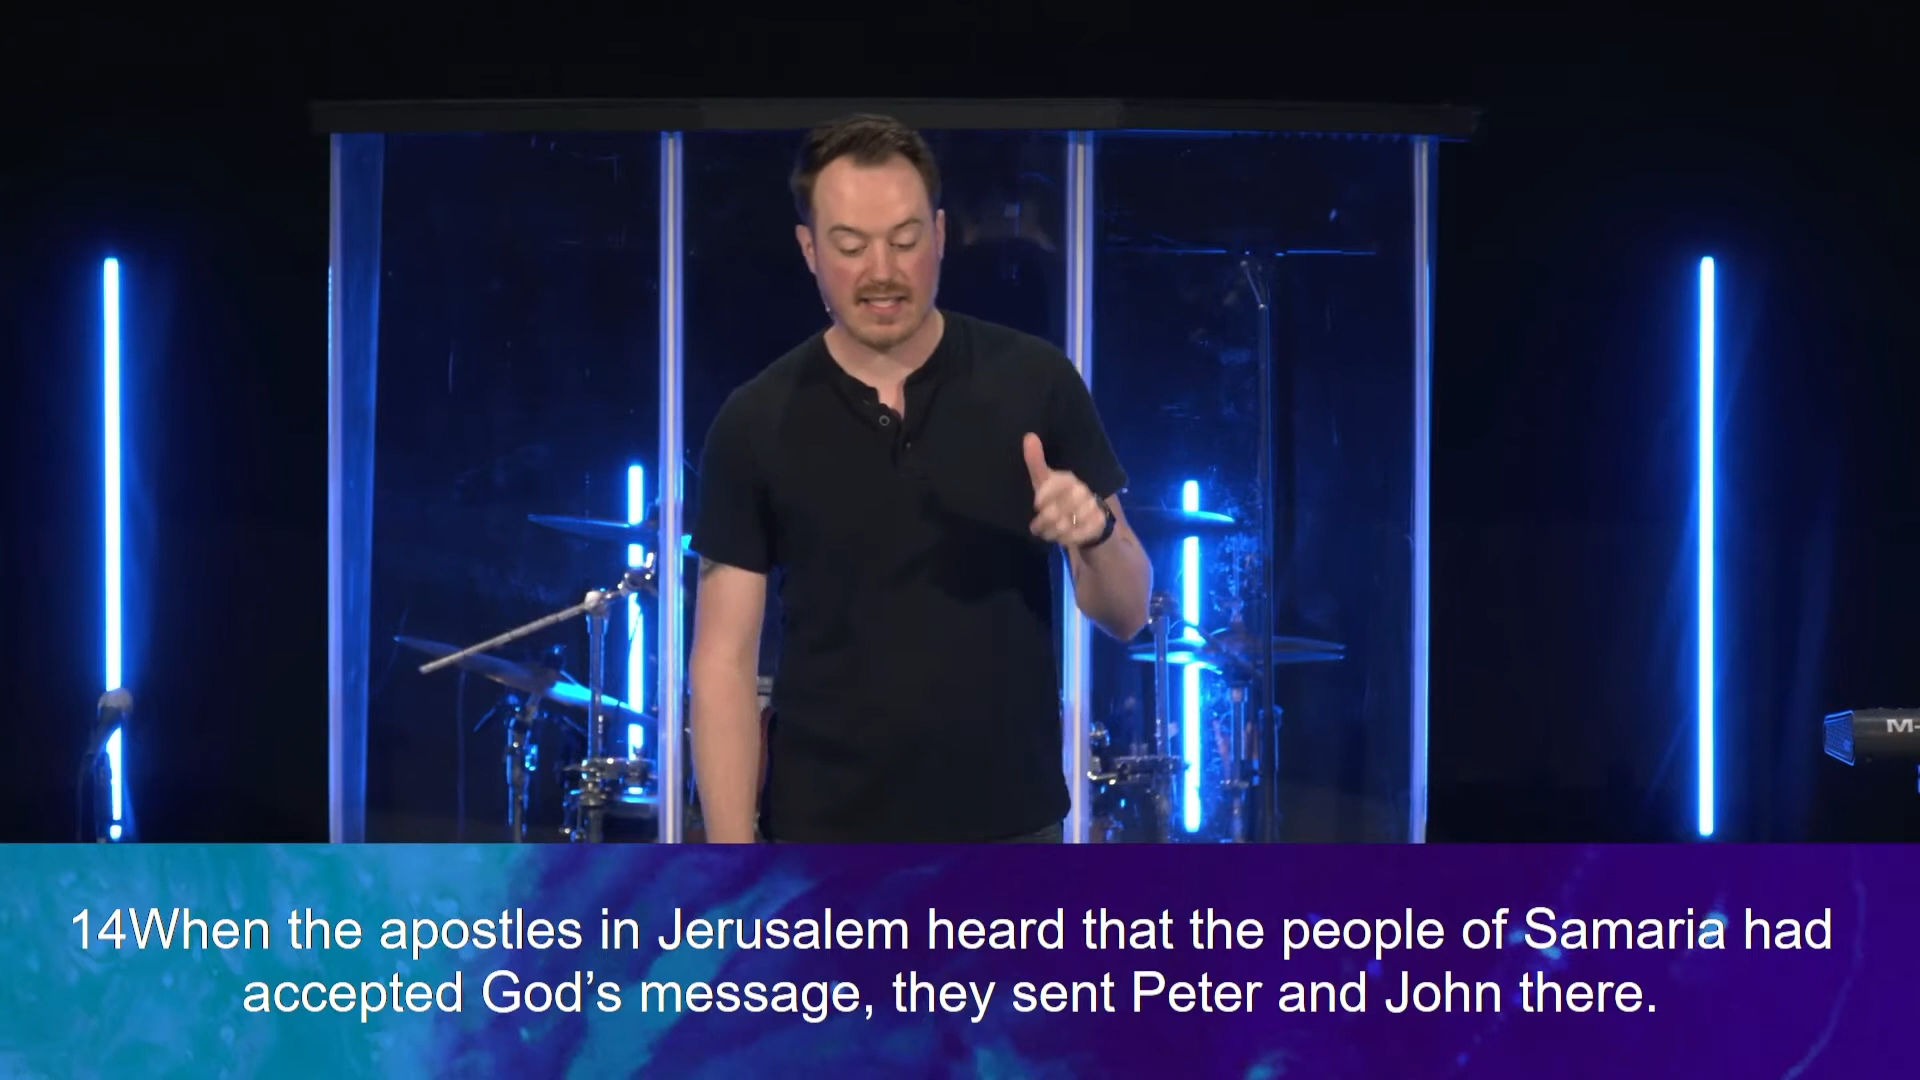 M-
14When the apostles in Jerusalem heard that the people of Samaria had
accepted God’s message, they sent Peter and John there.